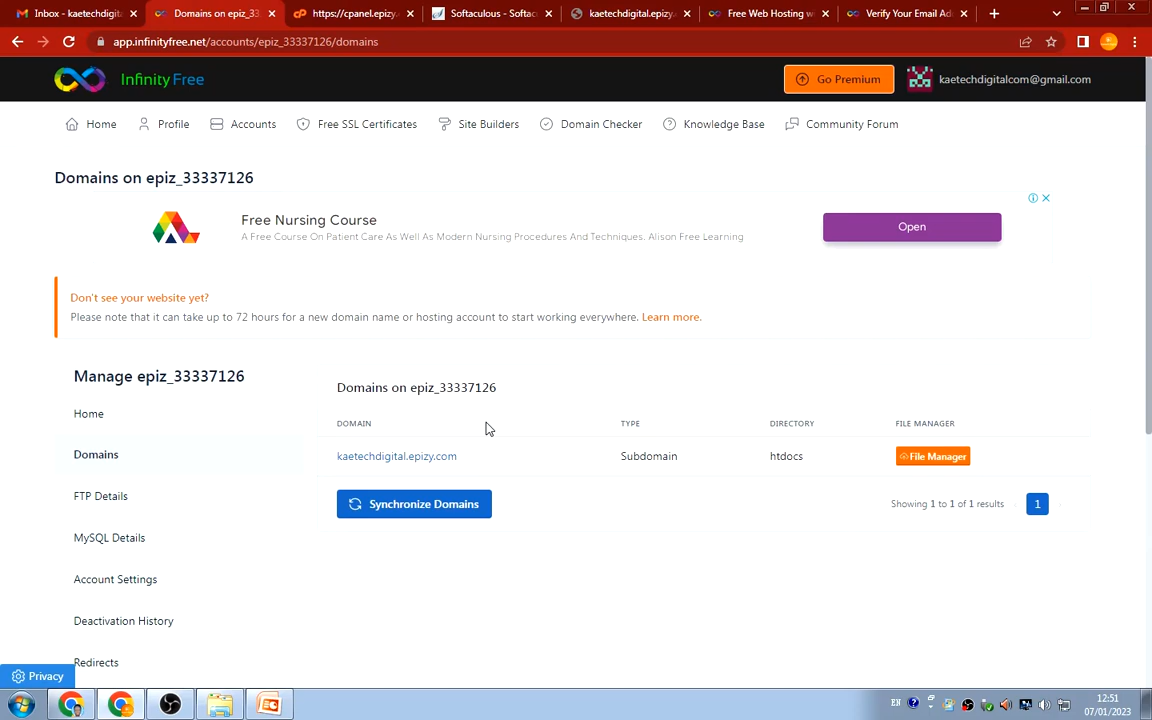 Inbox - kaetechdigita
Domains on epiz_33
https://cpanel.epizy.
Softaculous - Softac
kaetechdigital.epizy.
Free Web Hosting w
Verify Your Email Ad
app.infinityfree.net/accounts/epiz_33337126/domains
InfinityFree
Go Premium
kaetechdigitalcom@gmail.com
Home
Profile
Accounts
Free SSL Certificates
Site Builders
Domain Checker
Knowledge Base
Community Forum
Domains on epiz_33337126
Free Nursing Course
A Free Course On Patient Care As Well As Modern Nursing Procedures And Techniques. Alison Free Learning
Open
Don't see your website yet?
Please note that it can take up to 72 hours for a new domain name or hosting account to start working everywhere. Learn more.
Manage epiz_33337126
Home
Domains
FTP Details
MySQL Details
Account Settings
Deactivation History
Redirects
Domains on epiz_33337126
DOMAIN TYPE DIRECTORY FILE MANAGER
kaetechdigital.epizy.com Subdomain htdocs File Manager
Synchronize Domains
Showing 1 to 1 of 1 results
1
Privacy
EN
12:51
07/01/2023